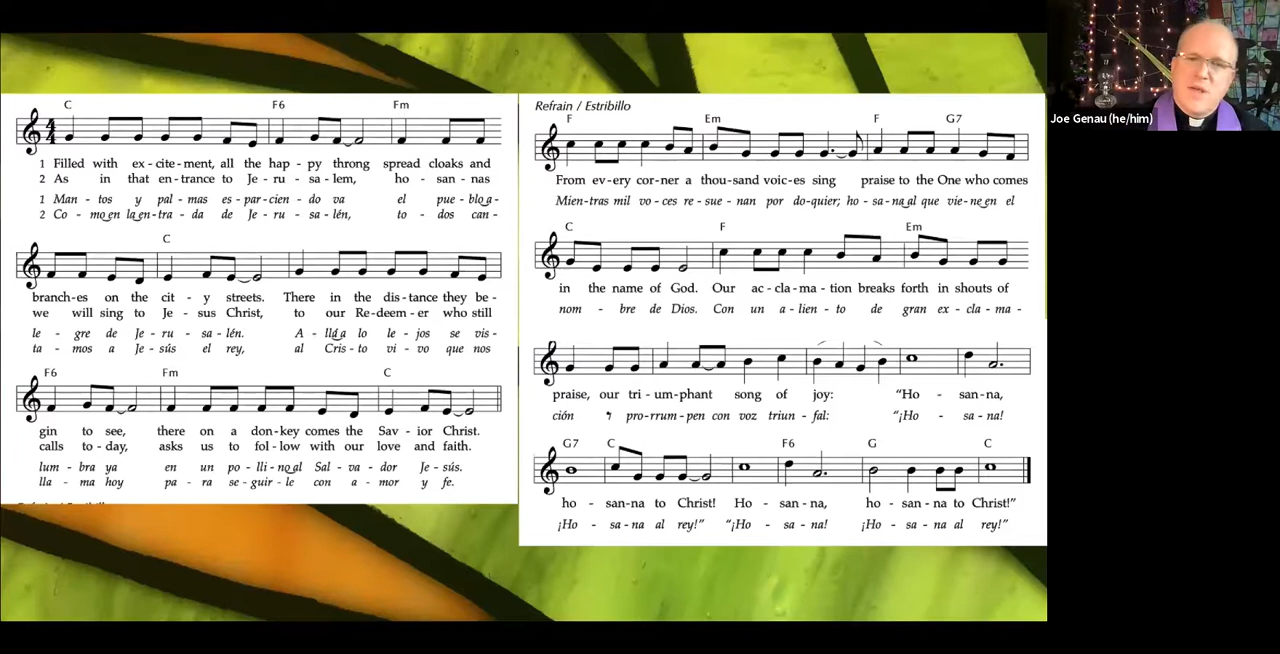 C F6 Fm
4
4
1 Filled with ex - cite - ment, all the hap - py throng spread cloaks and
2 As in that en - trance to Je - ru - sa - lem, ho - san - nas
1 Man - tos y pal - mas es - par - cien - do va el pue - blo a -
2 Co - mo en la en - tra - da de Je - ru - sa - lén, to - dos can -
C
branch - es on the cit - y streets. There in the dis - tance they be -
we will sing to Je - sus Christ, to our Re - deem - er who still
le - gre de Je - ru - sa - lén. A - llá a lo le - jos se vis -
ta - mos a Je - sús el rey, al Cris - to vi - vo que nos
F6 Fm C
gin to see, there on a don - key comes the Sav - ior Christ.
calls to - day, asks us to fol - low with our love and faith.
lum - bra ya en un po - lli - no al Sal - va - dor Je - sús.
lla - ma hoy pa - ra se - guir - le con a - mor y fe.
Refrain / Estribillo
F Em F G7
From ev - ery cor - ner a thou - sand voic - es sing praise to the One who comes
Mien - tras mil vo - ces re - sue - nan por do - quier; ho - sa - na al que vie - ne en el
C F Em
in the name of God. Our ac - cla - ma - tion breaks forth in shouts of
nom - bre de Dios. Con un a - lien - to de gran ex - cla - ma -
praise, our tri - um - phant song of joy: “Ho - san - na,
ción pro - rrum - pen con voz triun - fal: “¡Ho - sa - na!
G7 C F6 G C
ho - san - na to Christ! Ho - san - na, ho - san - na to Christ!”
¡Ho - sa - na al rey!” “¡Ho - sa - na! ¡Ho - sa - na al rey!”
Joe Genau (he/him)